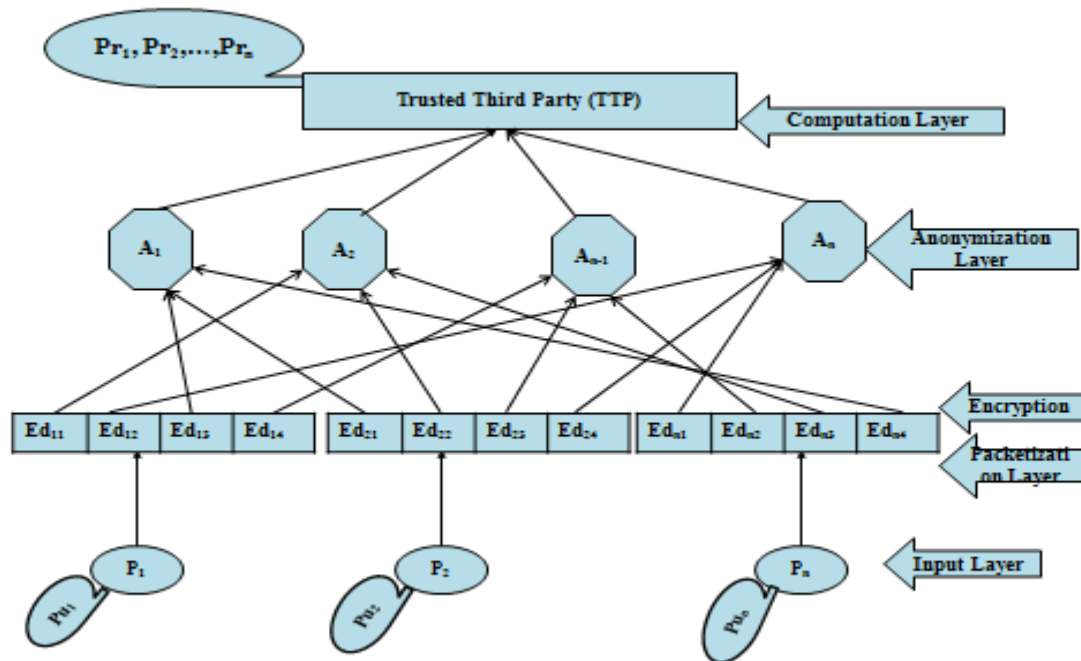 Pr₁, Pr₂,...,Prₙ
Trusted Third Party (TTP)
Computation Layer
A₁
A₂
Aₙ₋₁
Aₙ
Anonymization
Layer
Ed₁₁ Ed₁₂ Ed₁₃ Ed₁₄
Ed₂₁ Ed₂₂ Ed₂₃ Ed₂₄
Edₙ₁ Edₙ₂ Edₙ₃ Edₙ₄
Encryption
Packetizati
on Layer
P₁
P₂
Pₙ
Input Layer
Pu₁
Pu₂
Puₙ